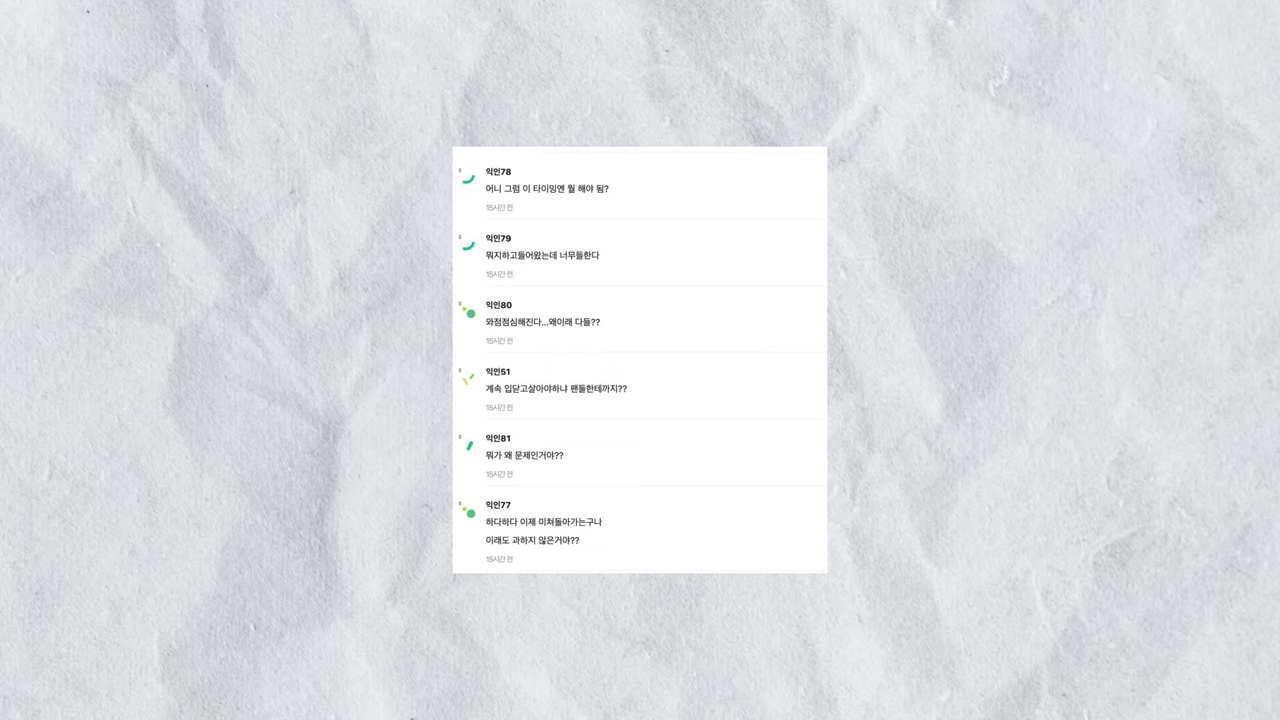 익인78
어니 그럼 이 타이밍엔 뭘 해야 됨?
15시간 전
익인79
뭐지하고들어왔는데 너무들한다
15시간 전
익인80
와점점심해진다...왜이래 다들??
15시간 전
익인51
계속 입닫고살아야하냐 팬들한테까지??
15시간 전
익인81
뭐가 왜 문제인거야??
15시간 전
익인77
하다하다 이제 미쳐돌아가는구나
이래도 과하지 않은거야??
15시간 전